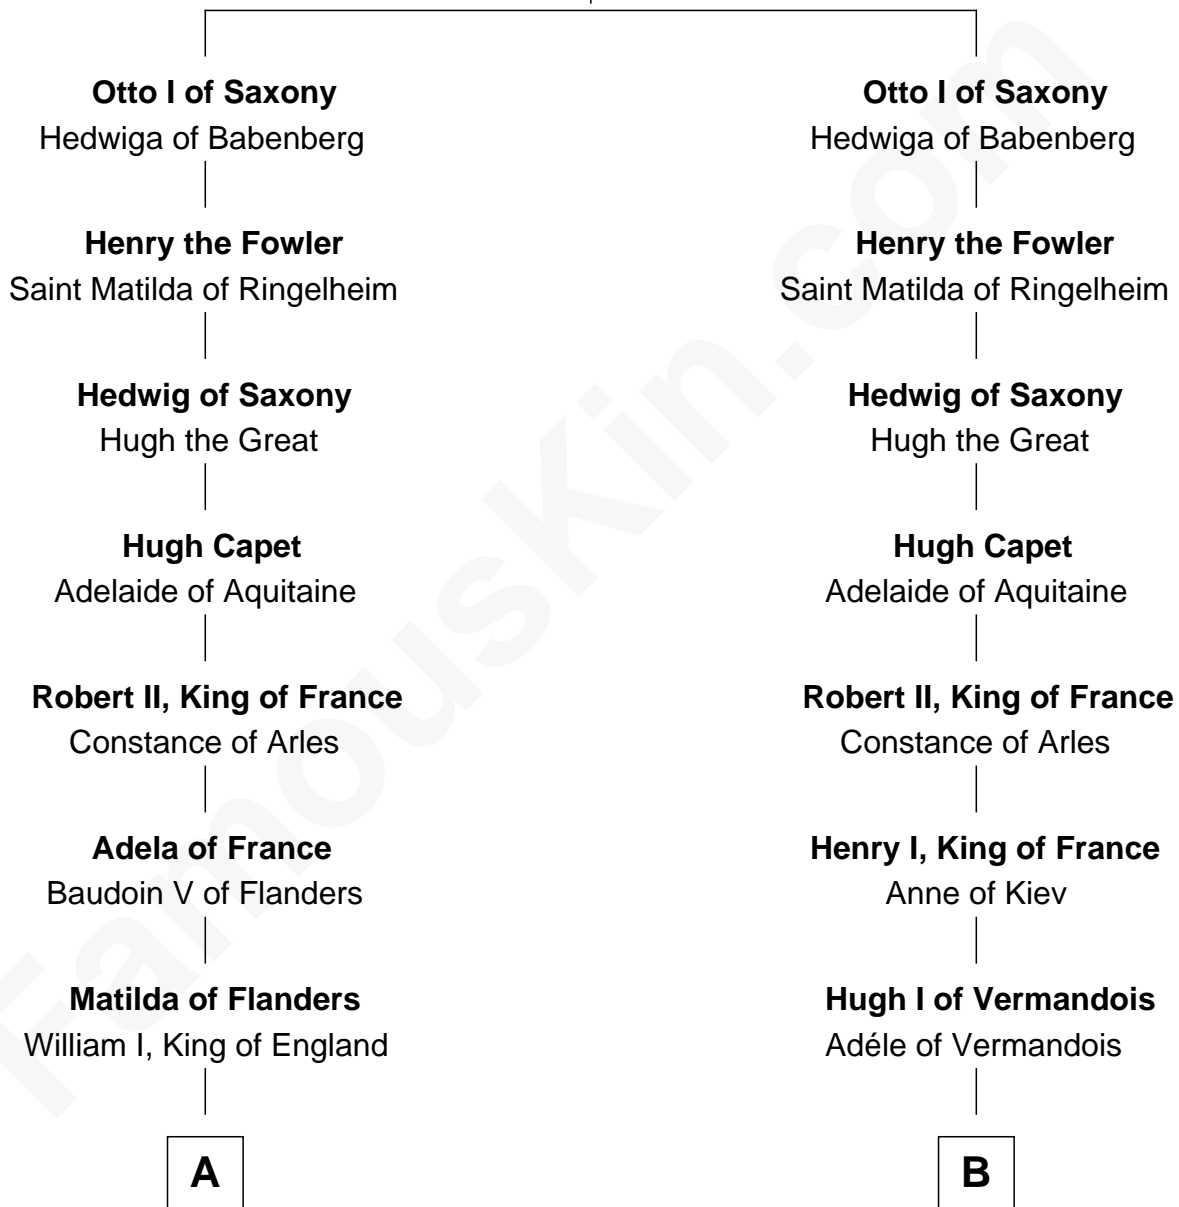 Otto I of Saxony
Hedwiga of Babenberg
Henry the Fowler
Saint Matilda of Ringelheim
Hedwig of Saxony
Hugh the Great
Hugh Capet
Adelaide of Aquitaine
Robert II, King of France
Constance of Arles
Adela of France
Baudoin V of Flanders
Matilda of Flanders
William I, King of England
A
Otto I of Saxony
Hedwiga of Babenberg
Henry the Fowler
Saint Matilda of Ringelheim
Hedwig of Saxony
Hugh the Great
Hugh Capet
Adelaide of Aquitaine
Robert II, King of France
Constance of Arles
Henry I, King of France
Anne of Kiev
Hugh I of Vermandois
Adéle of Vermandois
B
FamousKin.com